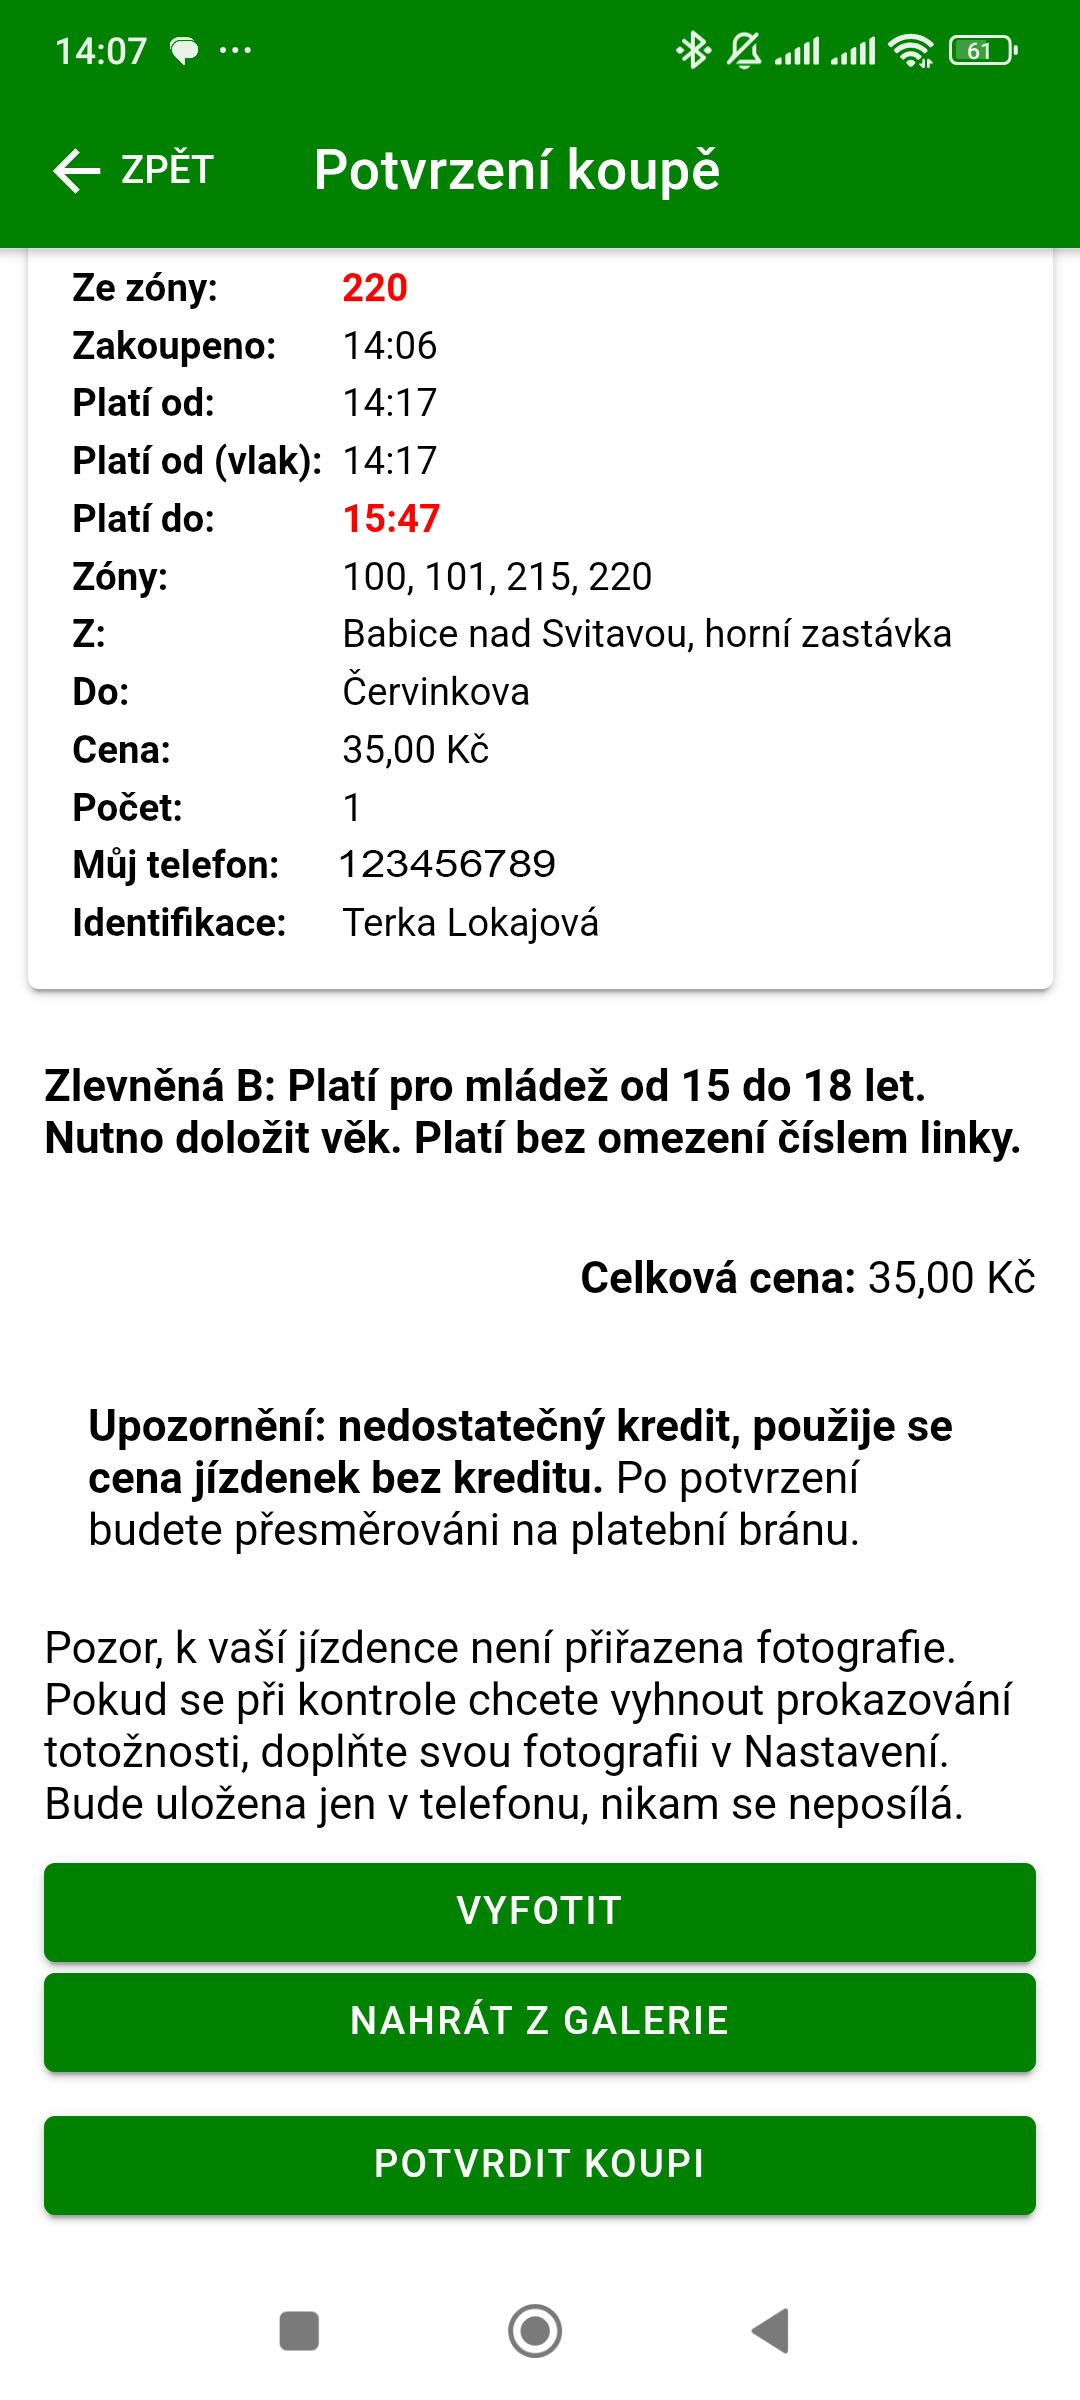 14:07
61
ZPĚT Potvrzení koupě
Ze zóny: 220
Zakoupeno: 14:06
Platí od: 14:17
Platí od (vlak): 14:17
Platí do: 15:47
Zóny: 100, 101, 215, 220
Z: Babice nad Svitavou, horní zastávka
Do: Červinkova
Cena: 35,00 Kč
Počet: 1
Můj telefon: 123456789
Identifikace: Terka Lokajová
Zlevněná B: Platí pro mládež od 15 do 18 let.
Nutno doložit věk. Platí bez omezení číslem linky.
Celková cena: 35,00 Kč
Upozornění: nedostatečný kredit, použije se
cena jízdenek bez kreditu. Po potvrzení
budete přesměrováni na platební bránu.
Pozor, k vaší jízdence není přiřazena fotografie.
Pokud se při kontrole chcete vyhnout prokazování
totožnosti, doplňte svou fotografii v Nastavení.
Bude uložena jen v telefonu, nikam se neposílá.
VYFOTIT
NAHRÁT Z GALERIE
POTVRDIT KOUPI